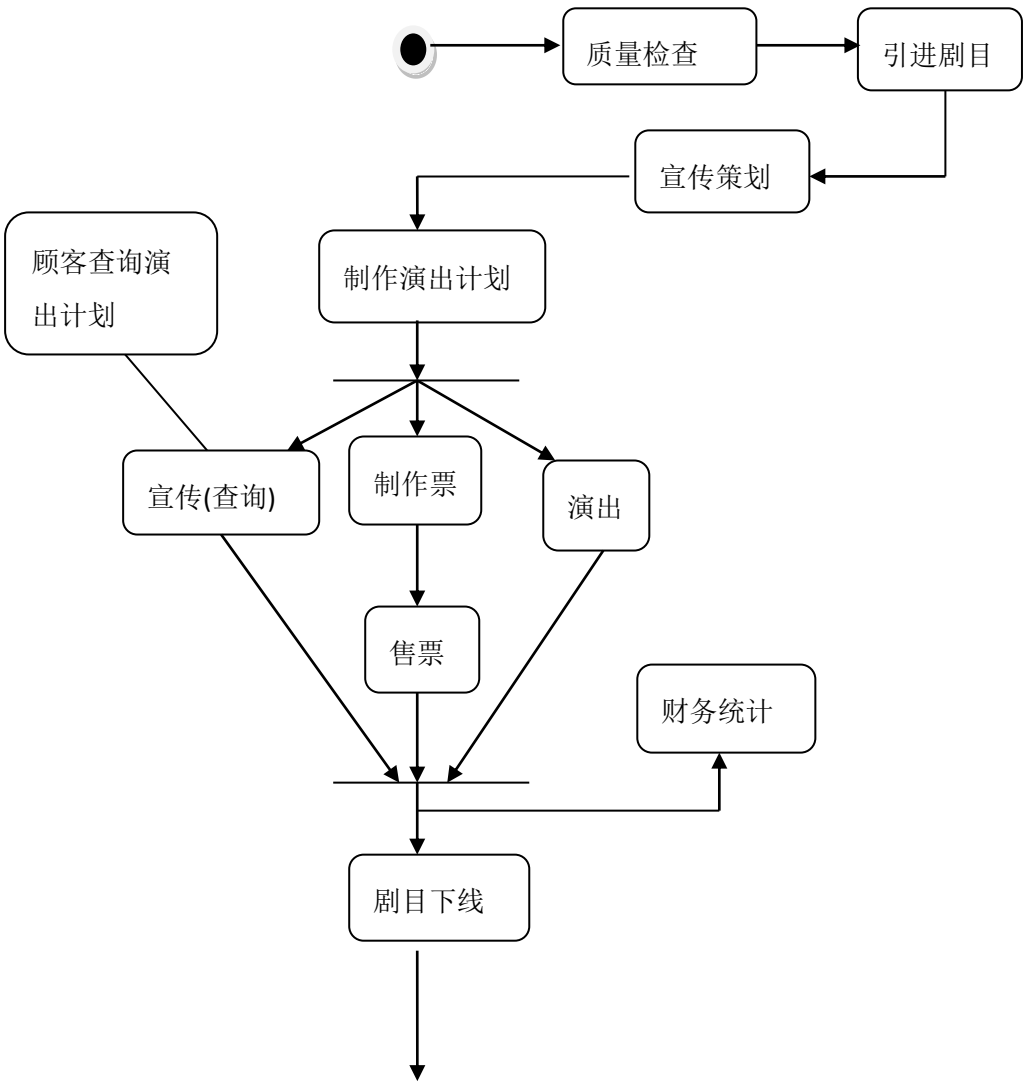 质量检查
引进剧目
宣传策划
顾客查询演
出计划
制作演出计划
宣传(查询)
制作票
演出
售票
财务统计
剧目下线